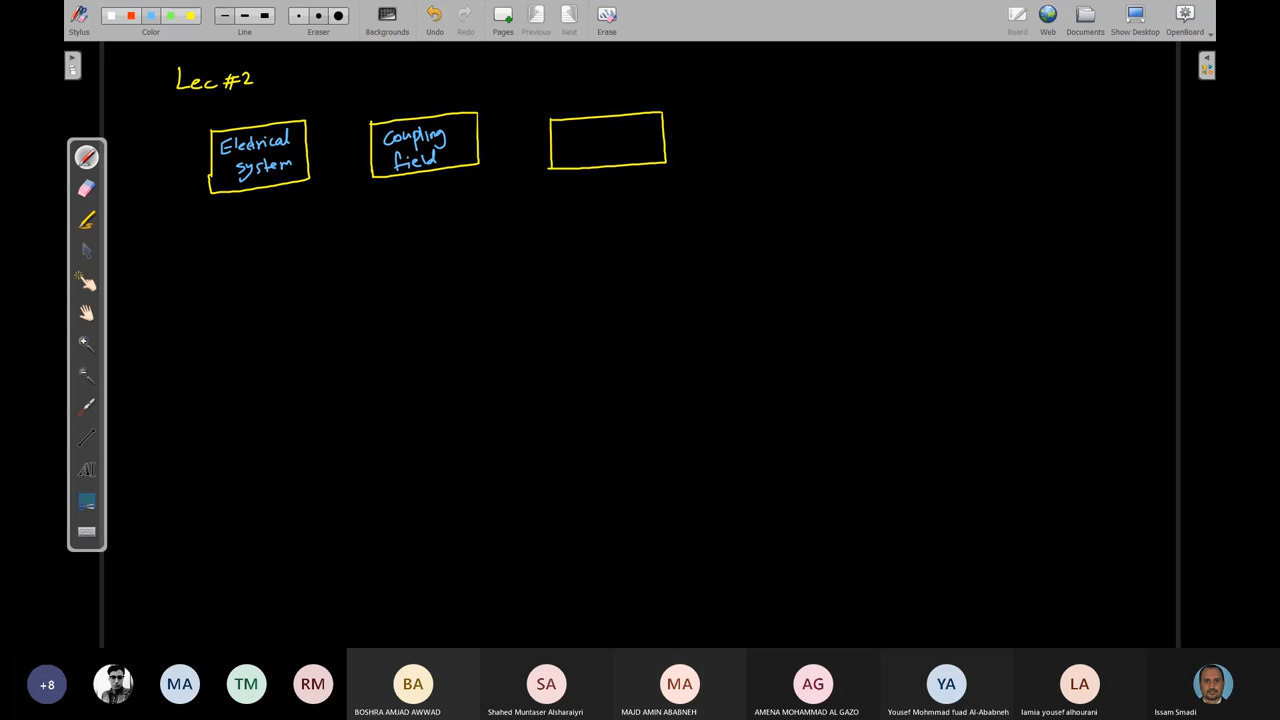 Stylus
Color
Line
Eraser
Backgrounds
Undo
Redo
Pages
Previous
Next
Erase
Board
Web
Documents
Show Desktop
OpenBoard
Lec #2
Electrical
system
Coupling
field
AI
+8
MA
TM
RM
BA
BOSHRA AMJAD AWWAD
SA
Shahed Muntaser Alsharaiyri
MA
MAJD AMIN ABABNEH
AG
AMENA MOHAMMAD AL GAZO
YA
Yousef Mohmmad fuad Al-Ababneh
LA
lamia yousef alhourani
Issam Smadi